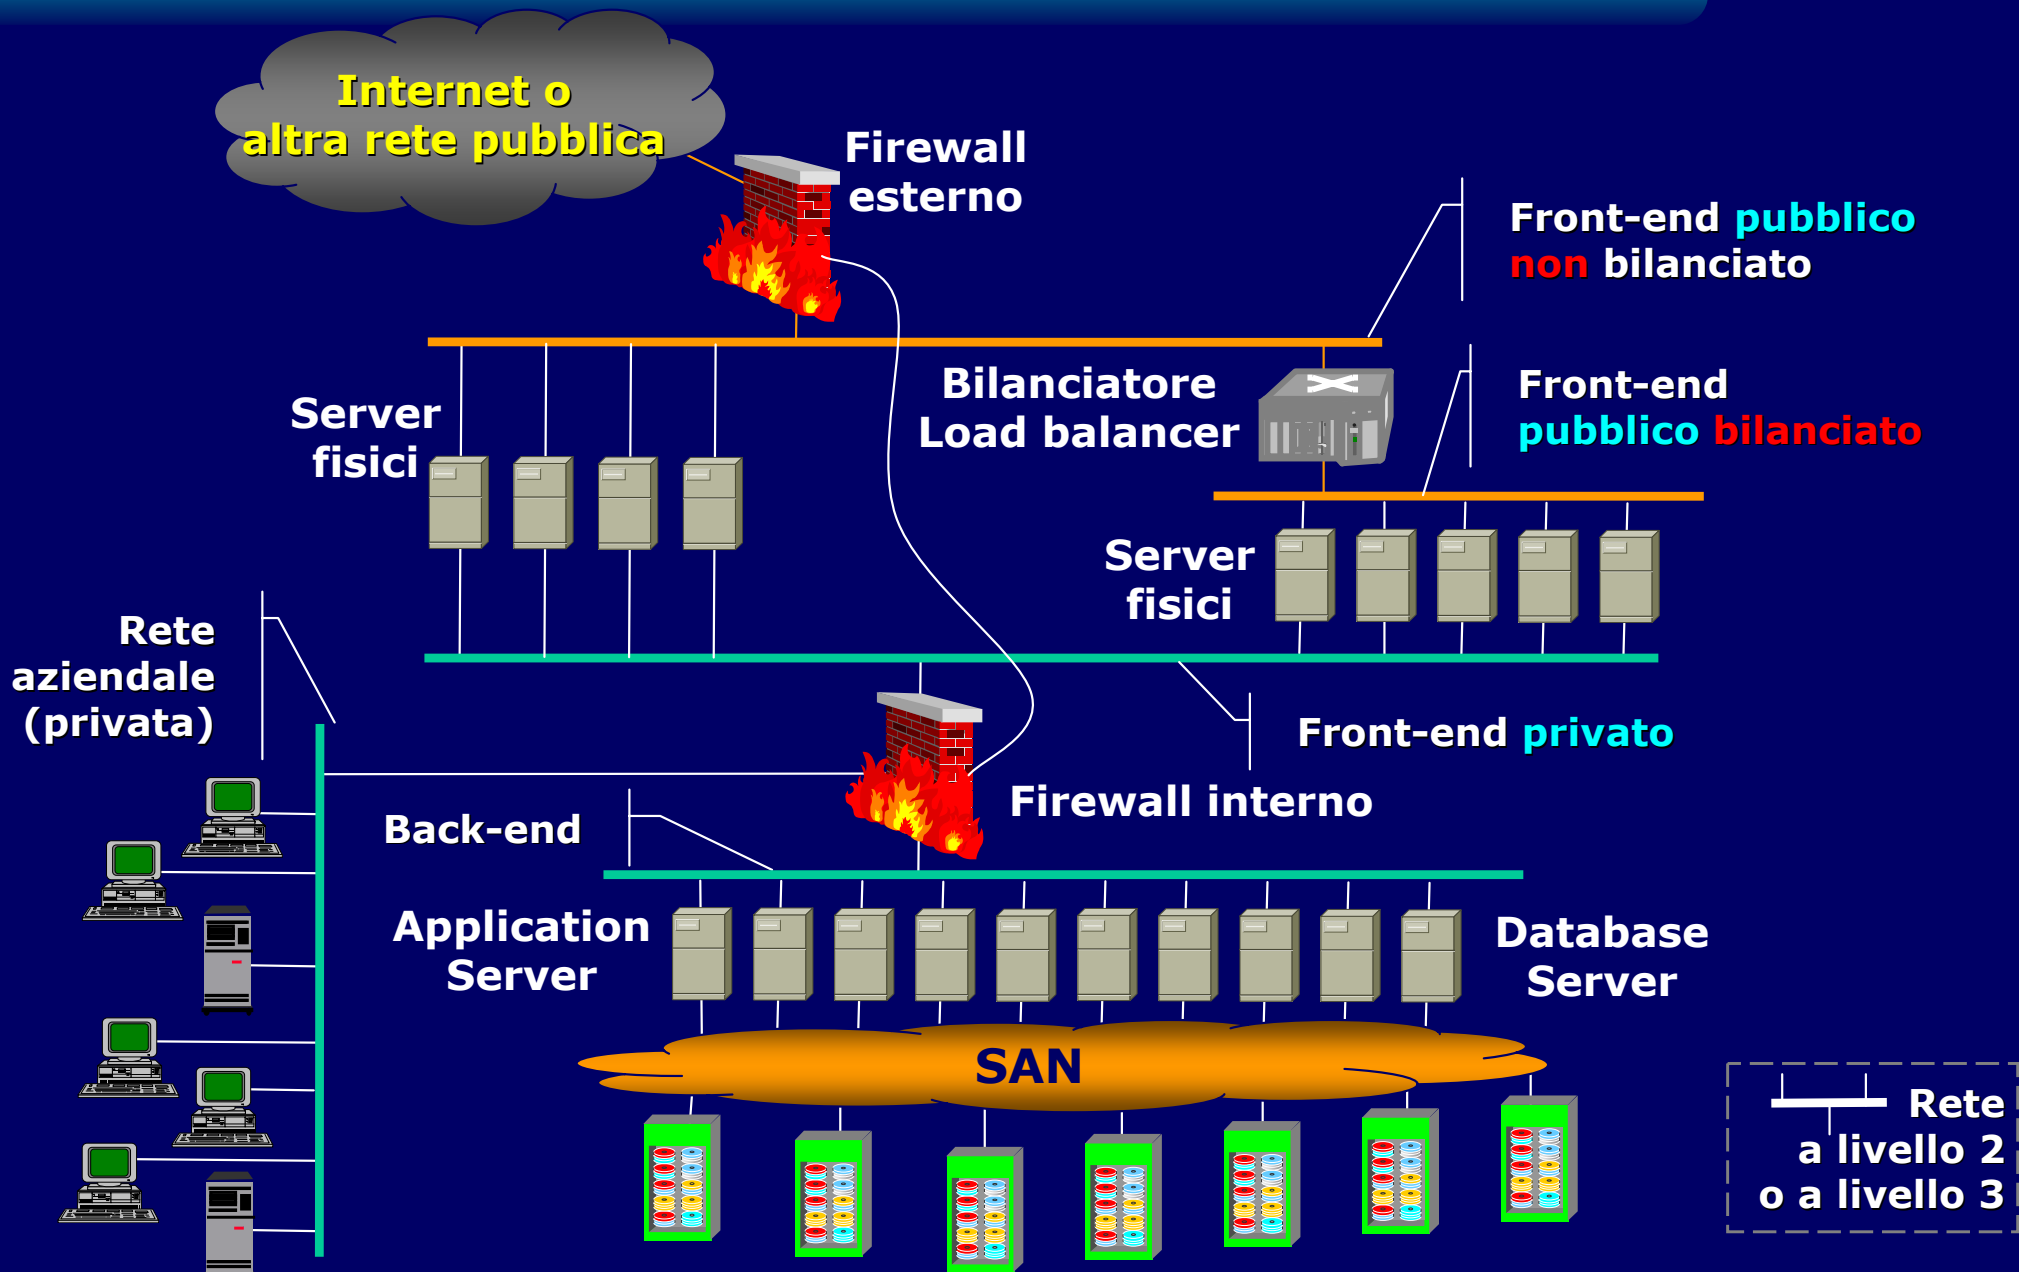 Internet o
altra rete pubblica
Firewall
esterno
Front-end pubblico
non bilanciato
Bilanciatore
Load balancer
Front-end
pubblico bilanciato
Server
fisici
Server
fisici
Rete
aziendale
(privata)
Front-end privato
Firewall interno
Back-end
Application
Server
Database
Server
SAN
Rete
a livello 2
o a livello 3